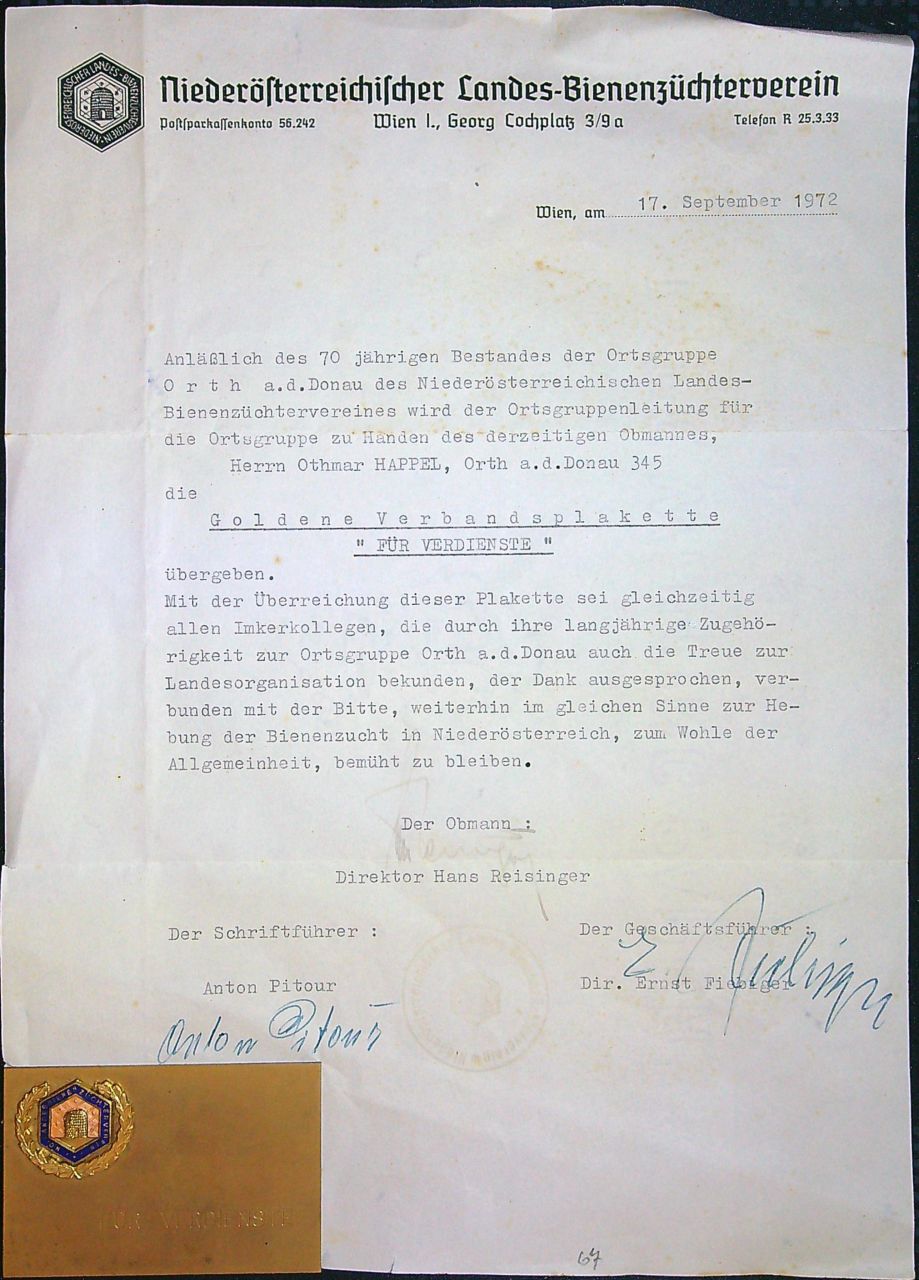 NIEDERÖSTERREICHISCHER LANDES-BIENENZÜCHTERVEREIN
Niederösterreichischer Landes-Bienenzüchterverein
Postsparkassenkonto 56.242 Wien I., Georg Cochplatz 3/9a Telefon R 25.3.33
Wien, am 17. September 1972
Anläßlich des 70 jährigen Bestandes der Ortsgruppe
O r t h a.d.Donau des Niederösterreichischen Landes-
Bienenzüchtervereines wird der Ortsgruppenleitung für
die Ortsgruppe zu Handen des derzeitigen Obmannes,
Herrn Othmar HAPPEL, Orth a.d.Donau 345
die
G o l d e n e V e r b a n d s p l a k e t t e
" FÜR VERDIENSTE "
übergeben.
Mit der Überreichung dieser Plakette sei gleichzeitig
allen Imkerkollegen, die durch ihre langjährige Zugehö-
rigkeit zur Ortsgruppe Orth a.d.Donau auch die Treue zur
Landesorganisation bekunden, der Dank ausgesprochen, ver-
bunden mit der Bitte, weiterhin im gleichen Sinne zur He-
bung der Bienenzucht in Niederösterreich, zum Wohle der
Allgemeinheit, bemüht zu bleiben.
Der Obmann :
Direktor Hans Reisinger
Der Schriftführer : Der Geschäftsführer :
Anton Pitour Dir. Ernst Fiebiger
Anton Pitour
FÜR VERDIENSTE
67